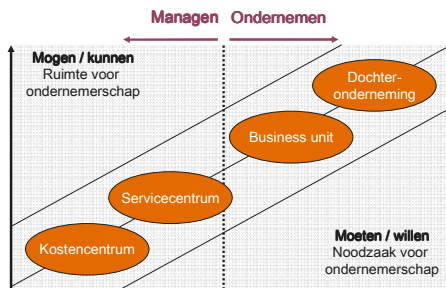 Managen Ondernemen
Mogen / kunnen
Ruimte voor
ondernemerschap
Dochter-
onderneming
Business unit
Servicecentrum
Kostencentrum
Moeten / willen
Noodzaak voor
ondernemerschap